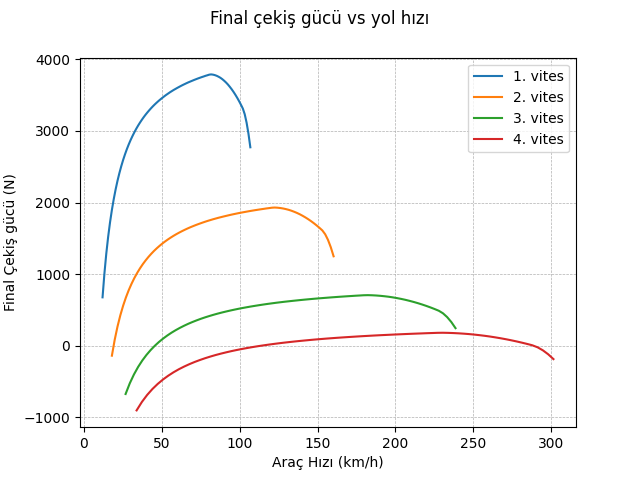 Final çekiş gücü vs yol hızı
4000
3000
2000
1000
0
−1000
Final Çekiş gücü (N)
1. vites
2. vites
3. vites
4. vites
0 50 100 150 200 250 300
Araç Hızı (km/h)